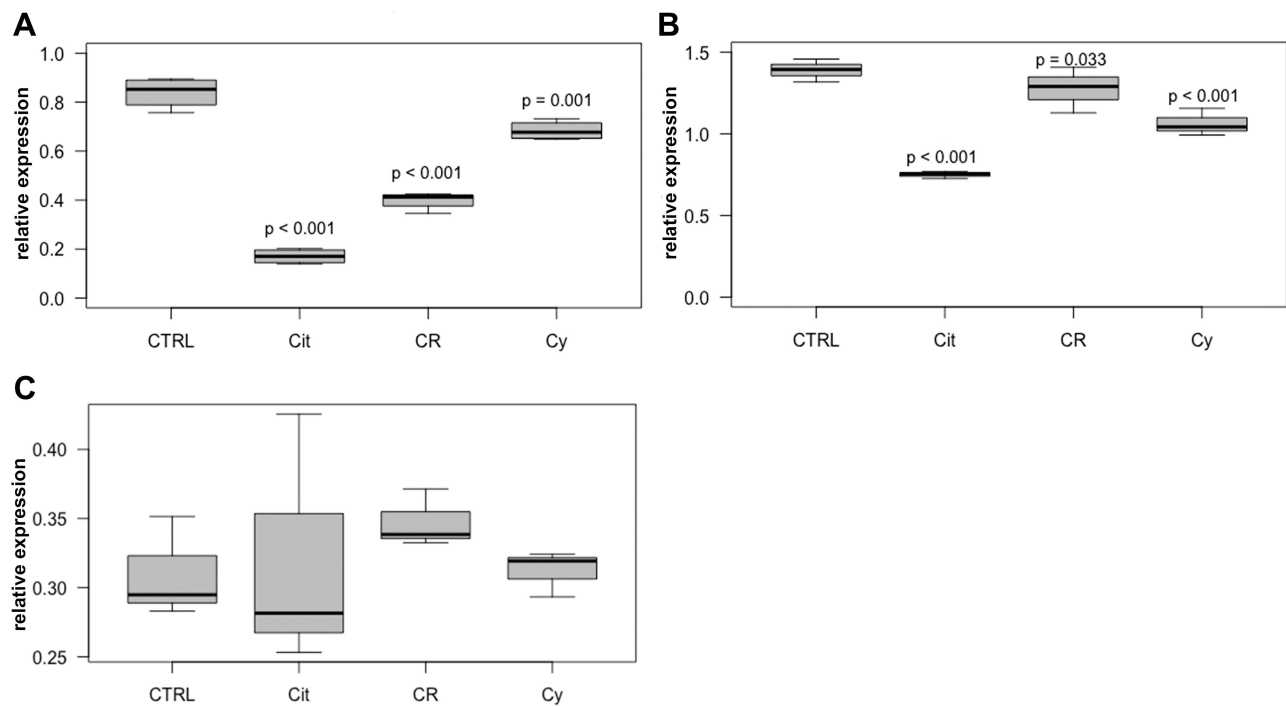 A
relative expression
1.0
0.8
0.6
0.4
0.2
0.0
p < 0.001
p < 0.001
p = 0.001
CTRL Cit CR Cy
B
relative expression
1.5
1.0
0.5
0.0
p < 0.001
p = 0.033
p < 0.001
CTRL Cit CR Cy
C
relative expression
0.40
0.35
0.30
0.25
CTRL Cit CR Cy